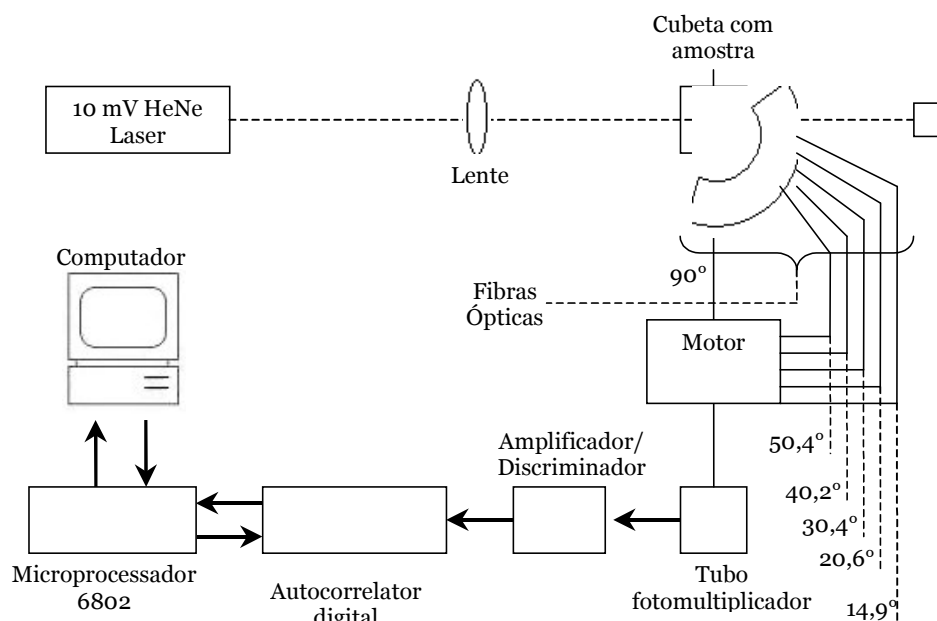 Cubeta com
amostra
10 mV HeNe
Laser
Lente
Computador
90°
Fibras
Ópticas
Motor
Amplificador/
Discriminador
50,4°
40,2°
30,4°
20,6°
14,9°
Microprocessador
6802
Autocorrelator
digital
Tubo
fotomultiplicador